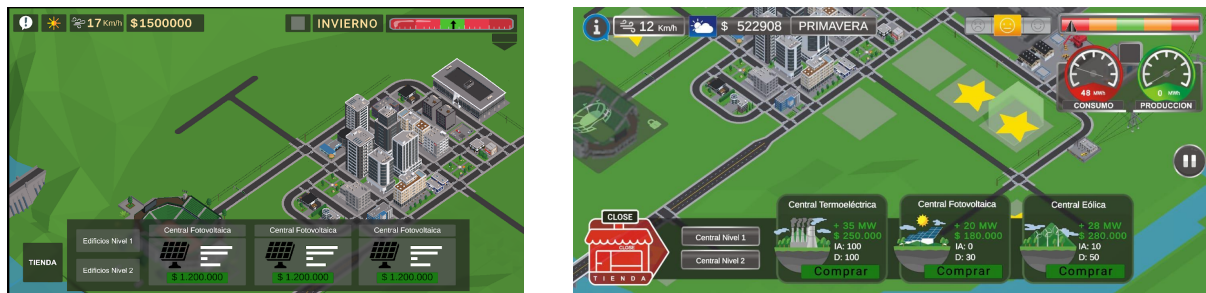 17 Km/h
$1500000
INVIERNO
Edificios Nivel 1
Edificios Nivel 2
TIENDA
Central Fotovoltaica
$ 1.200.000
Central Fotovoltaica
$ 1.200.000
Central Fotovoltaica
$ 1.200.000
12 Km/h
$ 522908
PRIMAVERA
48 MWh
CONSUMO
0 MWh
PRODUCCION
CLOSE
CLOSE
TIENDA
Central Nivel 1
Central Nivel 2
Central Termoeléctrica
+ 35 MW
$ 250.000
IA: 100
D: 100
Comprar
Central Fotovoltaica
+ 20 MW
$ 180.000
IA: 0
D: 30
Comprar
Central Eólica
+ 28 MW
$ 280.000
IA: 10
D: 50
Comprar